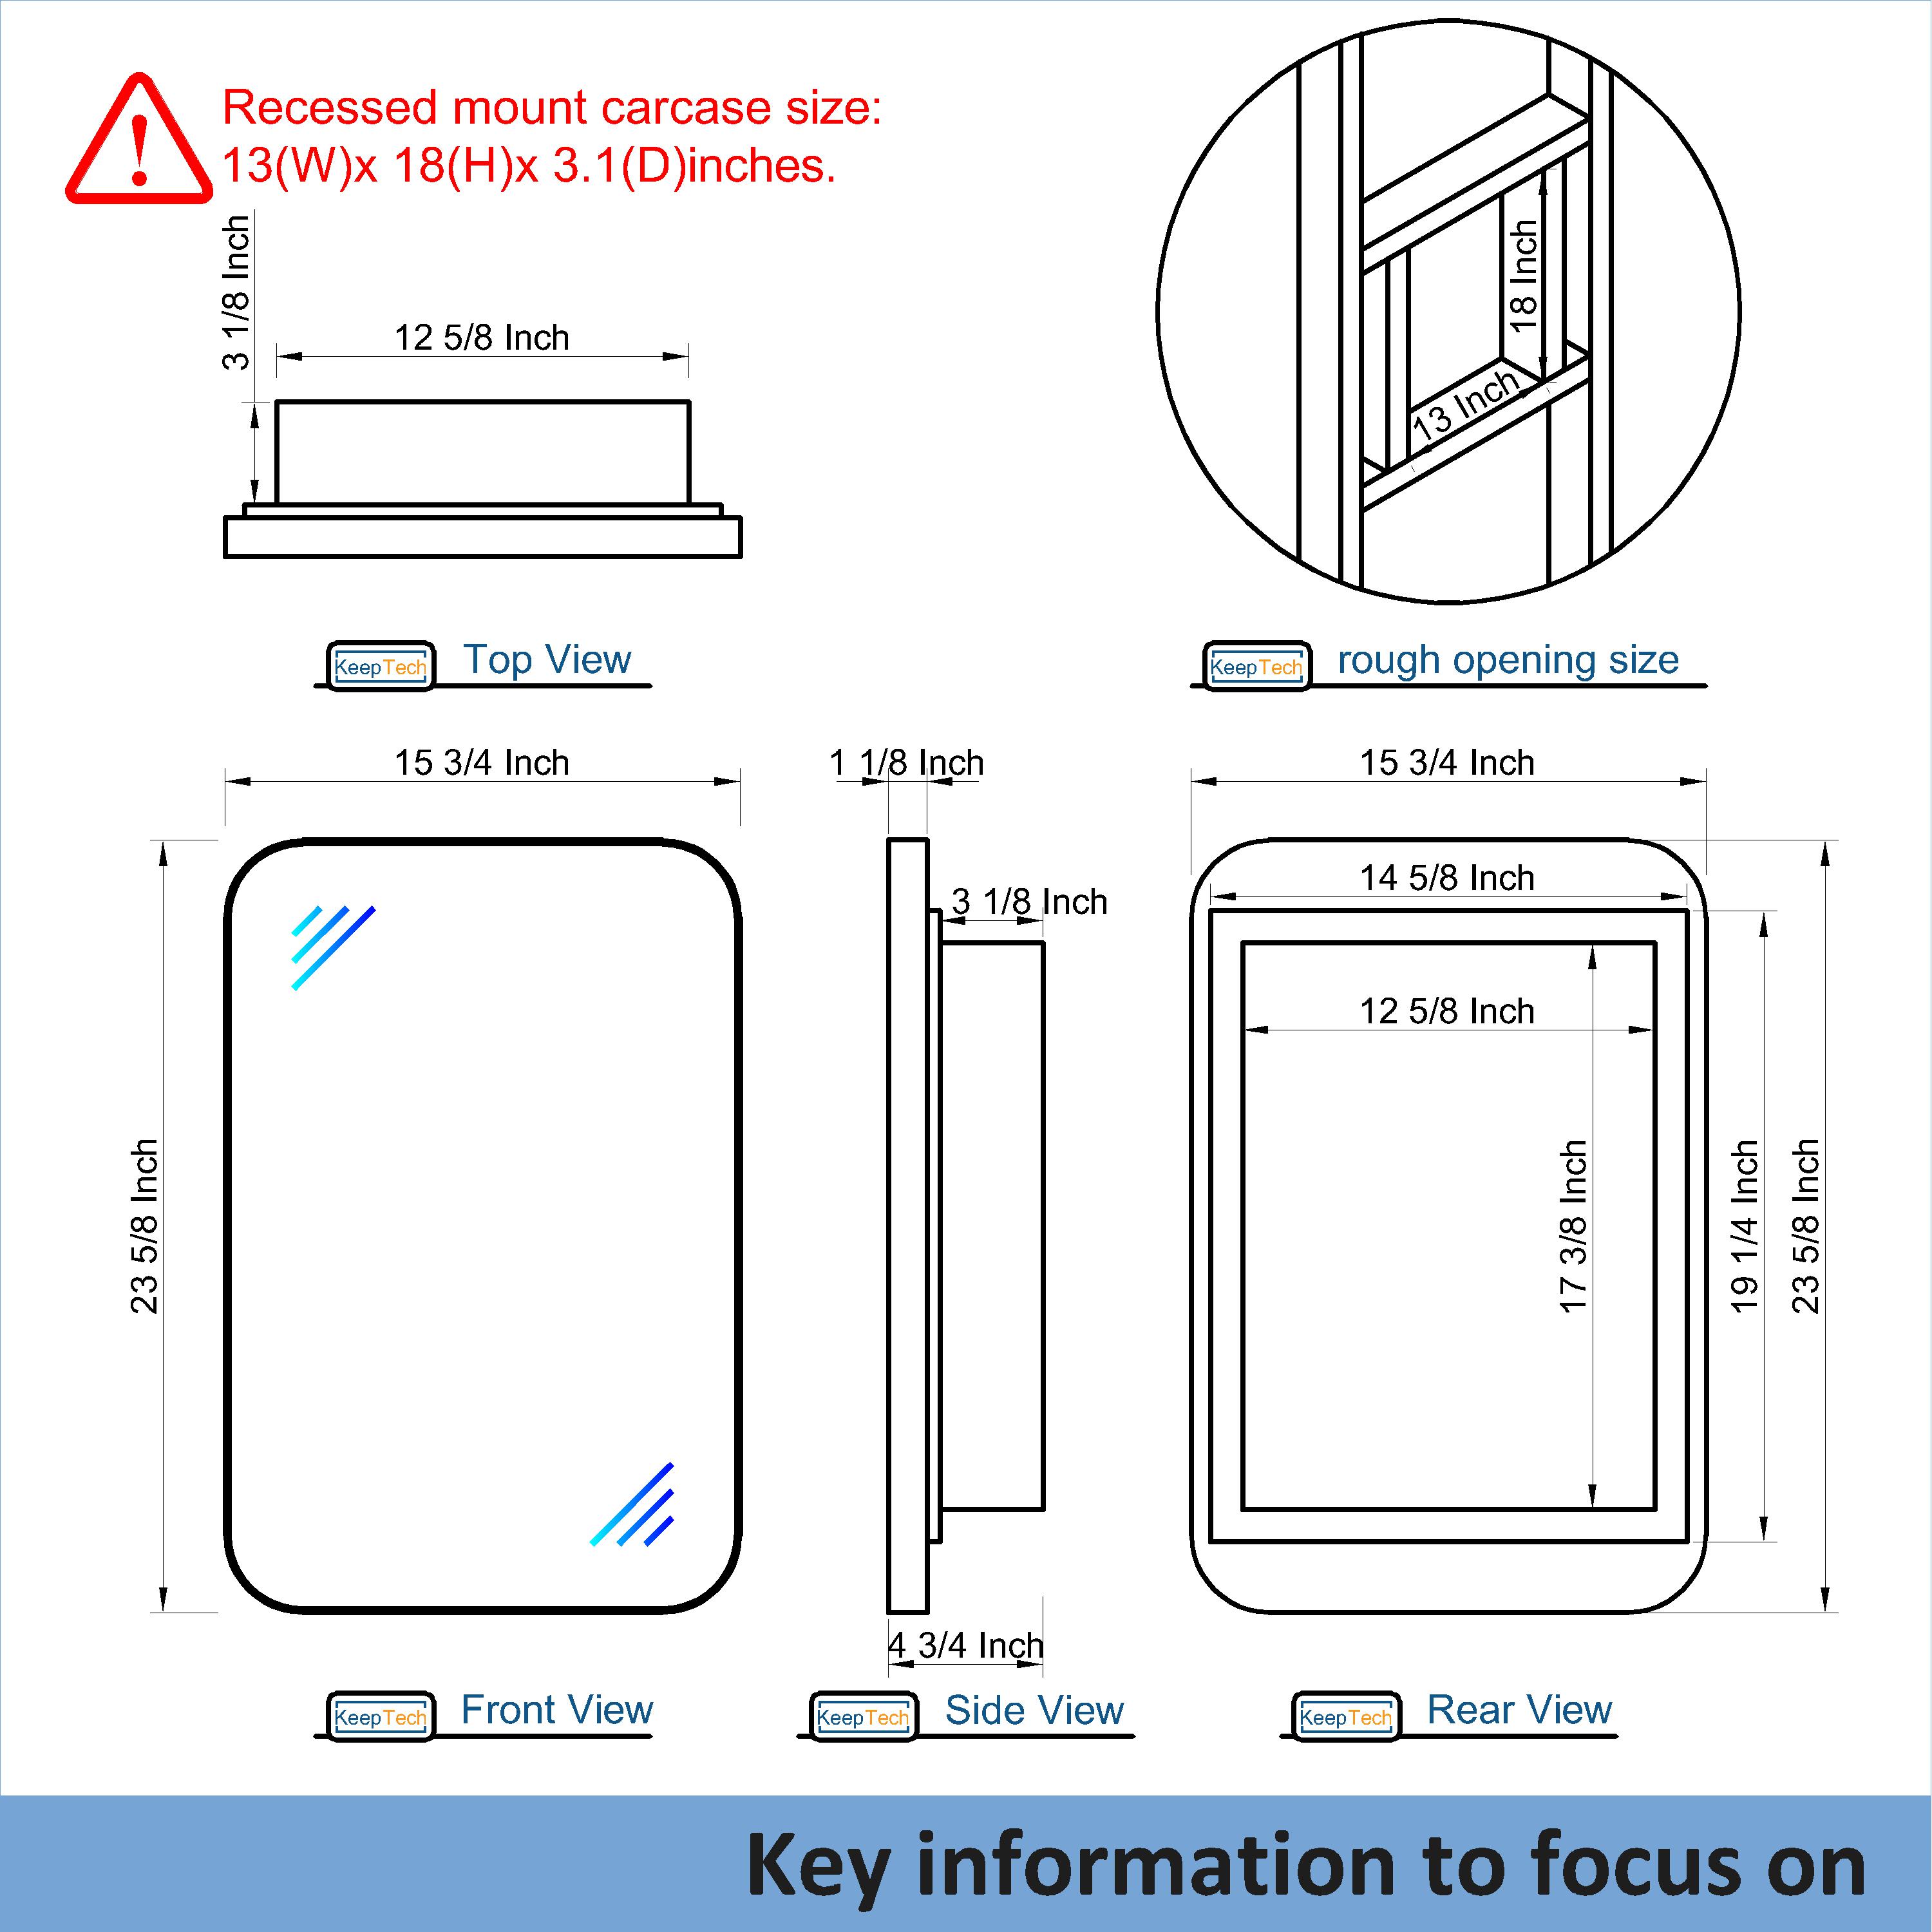 Recessed mount carcase size:
13(W)x 18(H)x 3.1(D)inches.
3 1/8 Inch
12 5/8 Inch
18 Inch
13 Inch
KeepTech
Top View
KeepTech
rough opening size
15 3/4 Inch
1 1/8 Inch
15 3/4 Inch
14 5/8 Inch
3 1/8 Inch
12 5/8 Inch
23 5/8 Inch
17 3/8 Inch
19 1/4 Inch
23 5/8 Inch
4 3/4 Inch
KeepTech
Front View
KeepTech
Side View
KeepTech
Rear View
Key information to focus on